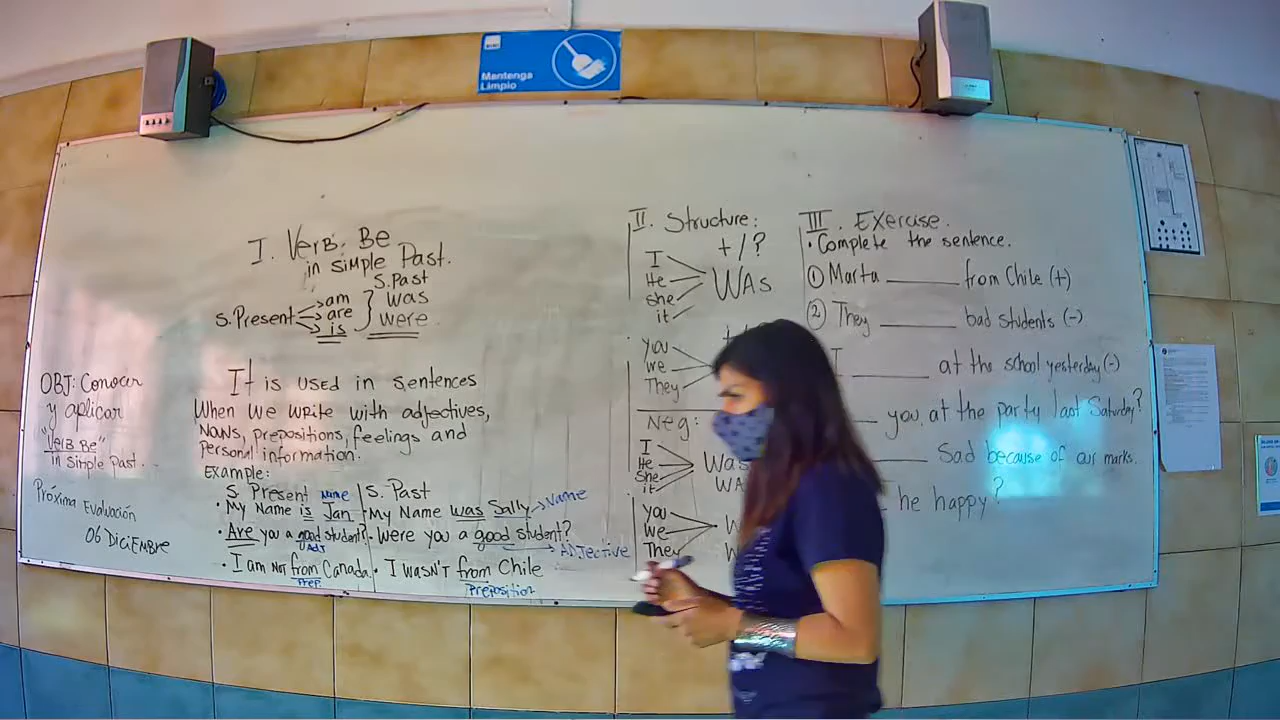 Mantenga
Limpio
I. Verb. Be
in simple Past.
S. Past
S. Present
am
are
is
was
were
OBJ: Conocer
y aplicar
"Verb Be"
in Simple Past.
Próxima Evaluación
06 Diciembre
It is used in sentences
When we write with adjectives,
Nouns, prepositions, feelings and
personal information.
Example:
S. Present
Name
• My Name is Jan
• Are you a good student?
Adj
• I am not from Canada
Prep
S. Past
• My Name was Sally → Name
• Were you a good student?
→ ADJective
• I wasn't from Chile
Preposition
II. Structure:
+ / ?
I
He
She
it
WAs
you
we
They
Neg:
I
He
She
it
Was
you
We
They
III. Exercise.
• Complete the sentence.
① Marta ______ from Chile (+)
② They ______ bad students (-)
______ at the school yesterday (-)
___ you at the party last Saturday?
______ Sad because of our marks.
he happy?